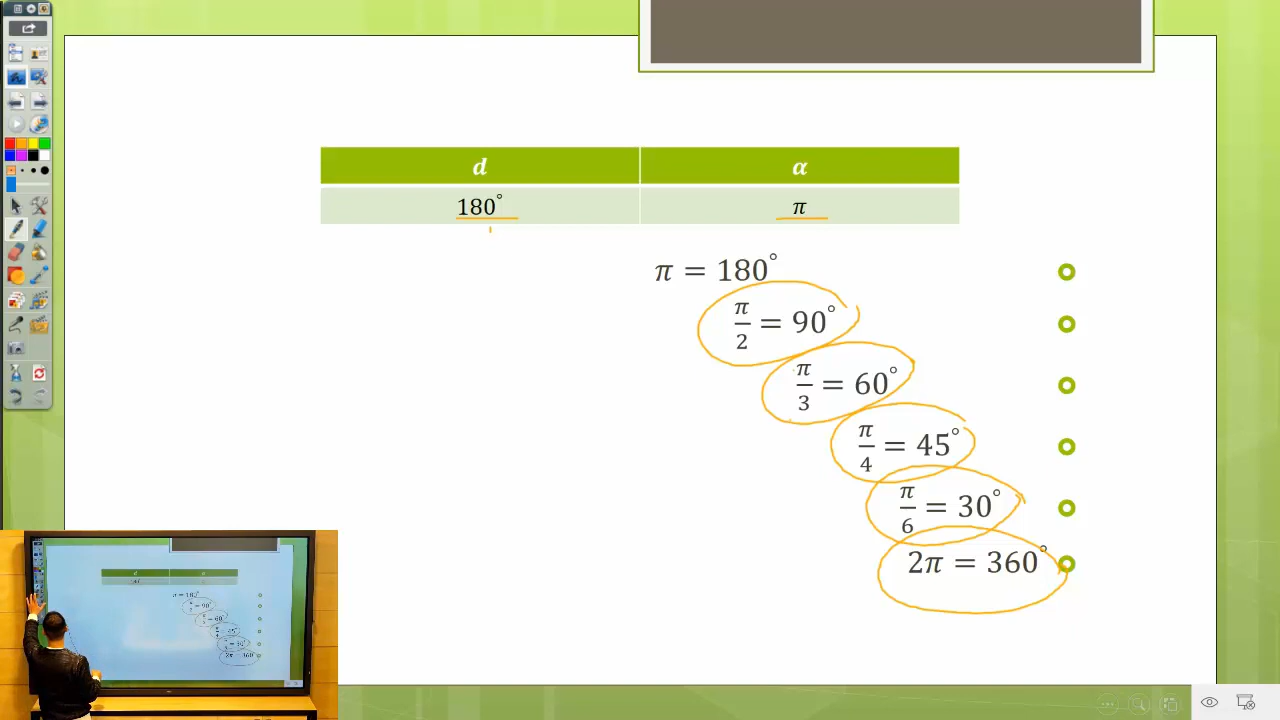 d α
180° π
π = 180°
π/2 = 90°
π/3 = 60°
π/4 = 45°
π/6 = 30°
2π = 360°